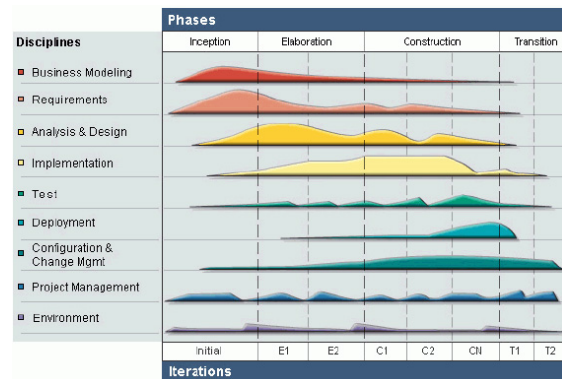 Phases
Disciplines
Inception Elaboration Construction Transition
Business Modeling
Requirements
Analysis & Design
Implementation
Test
Deployment
Configuration &
Change Mgmt
Project Management
Environment
Initial E1 E2 C1 C2 CN T1 T2
Iterations